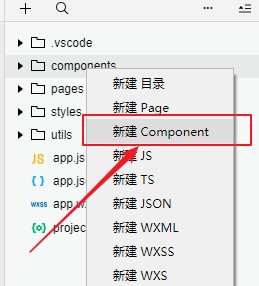 .vscode
components
pages
styles
utils
JS app.js
{} app.js
WXSS app.w
projec
新建 目录
新建 Page
新建 Component
新建 JS
新建 TS
新建 JSON
新建 WXML
新建 WXSS
新建 WXS